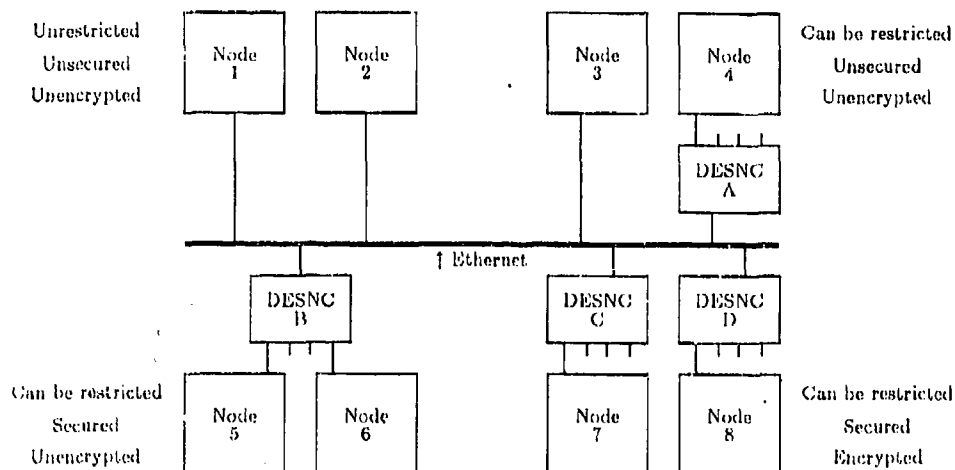 Unrestricted
Unsecured
Unencrypted
Node
1
Node
2
Node
3
Node
4
Can be restricted
Unsecured
Unencrypted
DESNC
A
↑ Ethernet
DESNC
B
DESNC
C
DESNC
D
Can be restricted
Secured
Unencrypted
Node
5
Node
6
Node
7
Node
8
Can be restricted
Secured
Encrypted